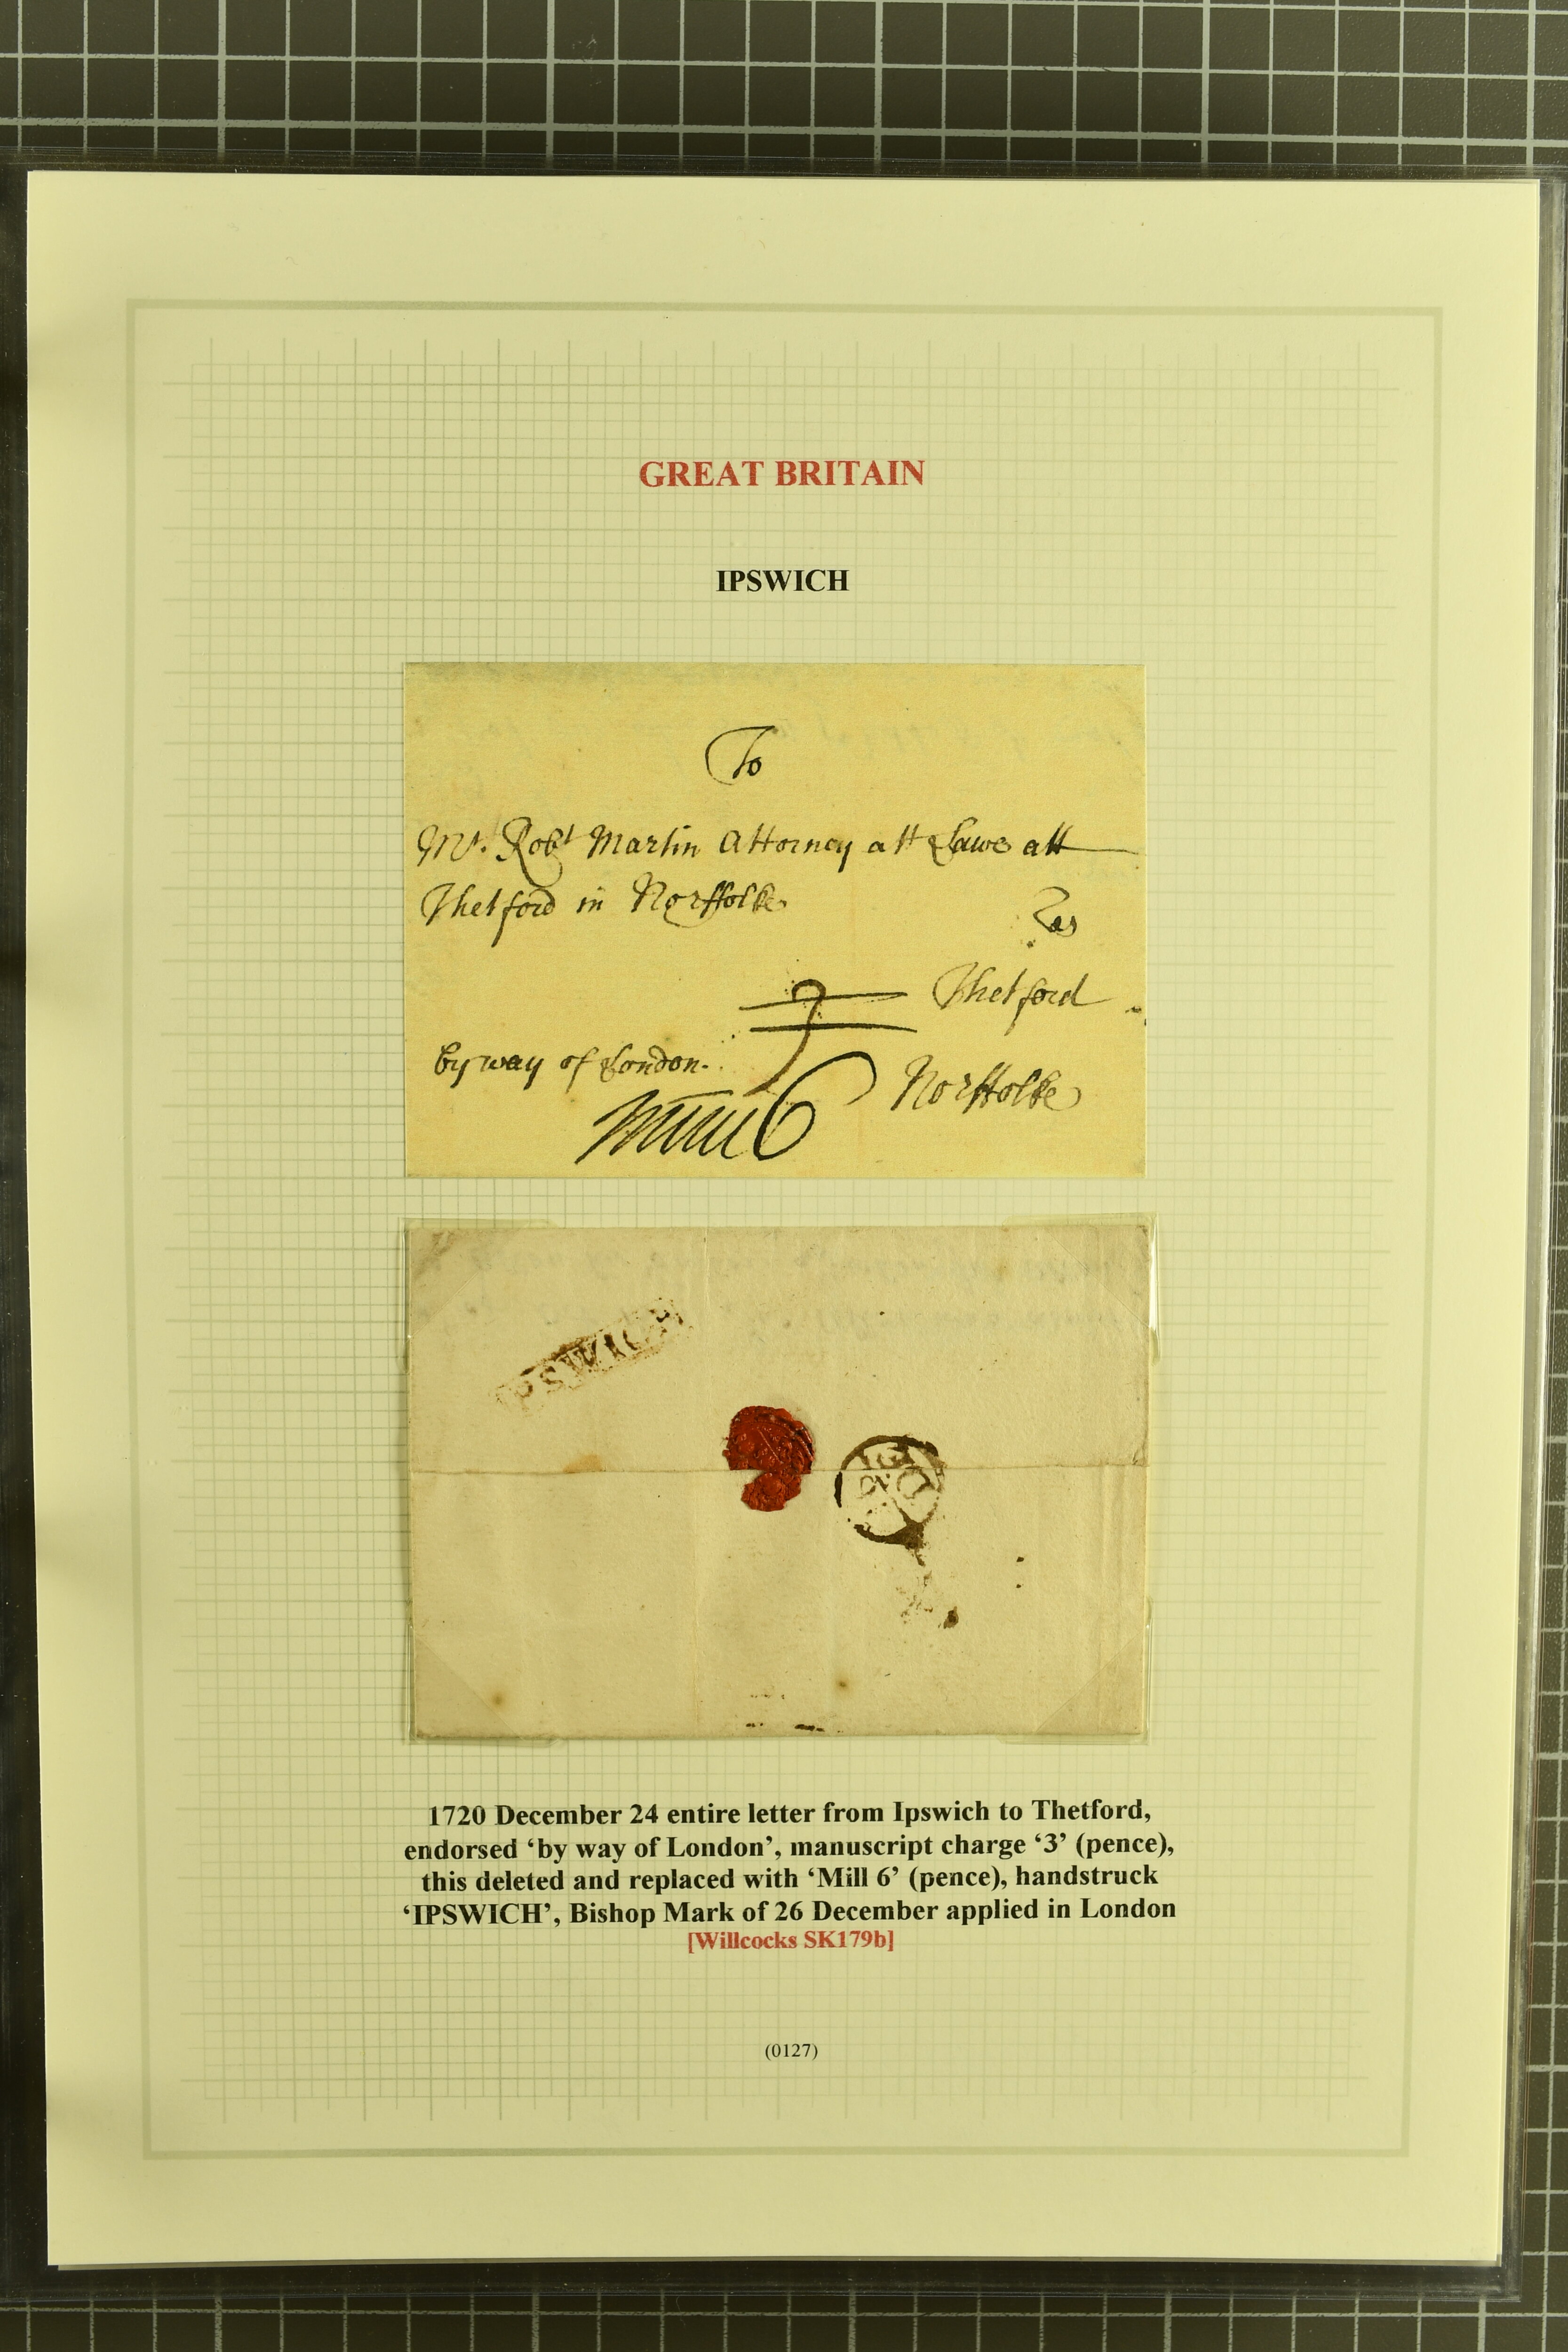 GREAT BRITAIN
IPSWICH
To
Mr. Robt Martin Attorney att Lawe att
Thetford in Norffolke
Thetford
3
by way of London.
Norffolke
Mill 6
IPSWICH
1720 December 24 entire letter from Ipswich to Thetford,
endorsed ‘by way of London’, manuscript charge ‘3’ (pence),
this deleted and replaced with ‘Mill 6’ (pence), handstruck
‘IPSWICH’, Bishop Mark of 26 December applied in London
[Willcocks SK179b]
(0127)